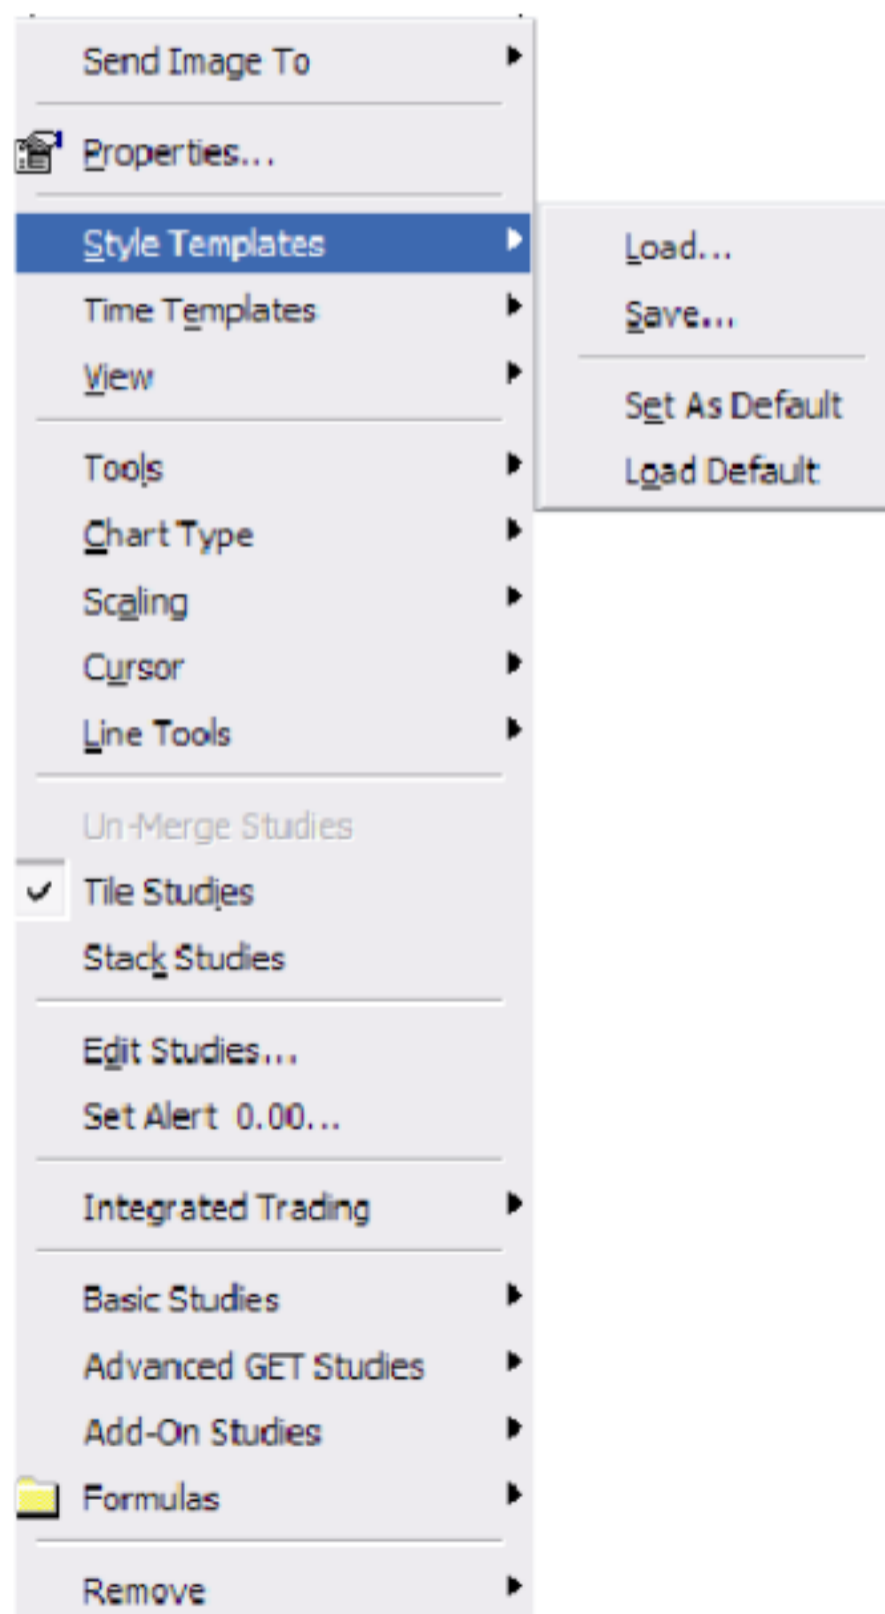 Send Image To
Properties...
Style Templates
Time Templates
View
Tools
Chart Type
Scaling
Cursor
Line Tools
Un-Merge Studies
Tile Studies
Stack Studies
Edit Studies...
Set Alert 0.00...
Integrated Trading
Basic Studies
Advanced GET Studies
Add-On Studies
Formulas
Remove
Load...
Save...
Set As Default
Load Default